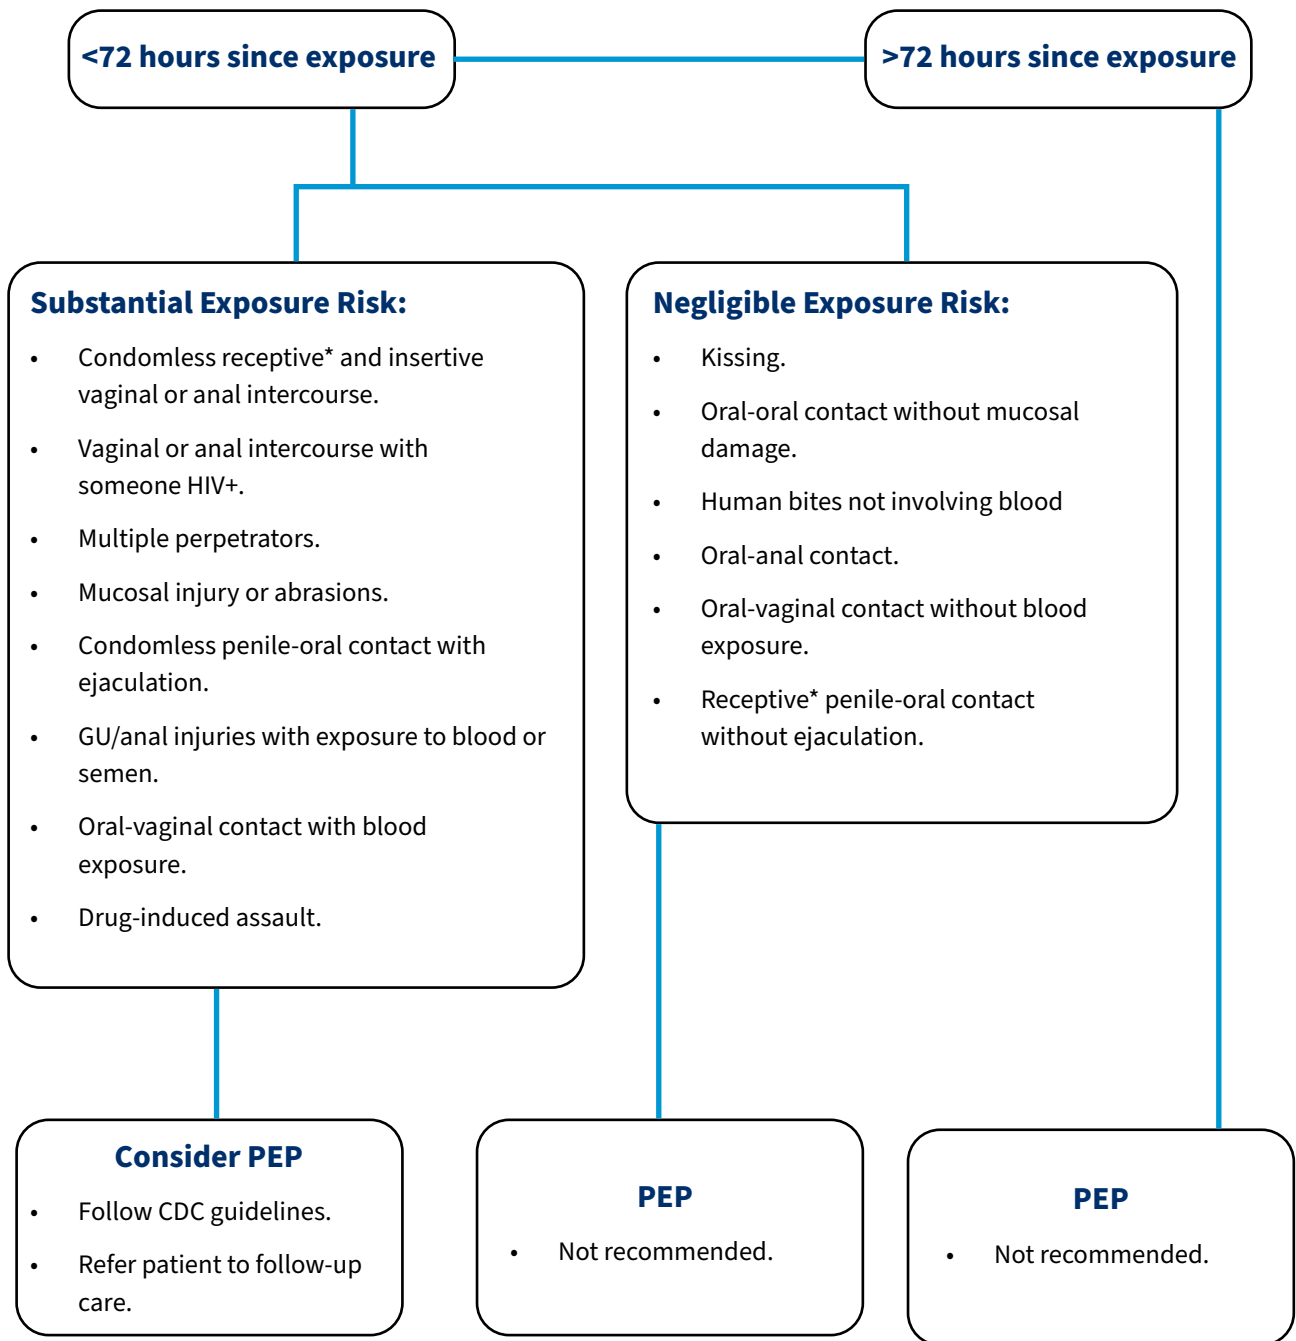 <72 hours since exposure
>72 hours since exposure
Substantial Exposure Risk:
• Condomless receptive* and insertive
vaginal or anal intercourse.
• Vaginal or anal intercourse with
someone HIV+.
• Multiple perpetrators.
• Mucosal injury or abrasions.
• Condomless penile-oral contact with
ejaculation.
• GU/anal injuries with exposure to blood or
semen.
• Oral-vaginal contact with blood
exposure.
• Drug-induced assault.
Negligible Exposure Risk:
• Kissing.
• Oral-oral contact without mucosal
damage.
• Human bites not involving blood
• Oral-anal contact.
• Oral-vaginal contact without blood
exposure.
• Receptive* penile-oral contact
without ejaculation.
Consider PEP
• Follow CDC guidelines.
• Refer patient to follow-up
care.
PEP
• Not recommended.
PEP
• Not recommended.